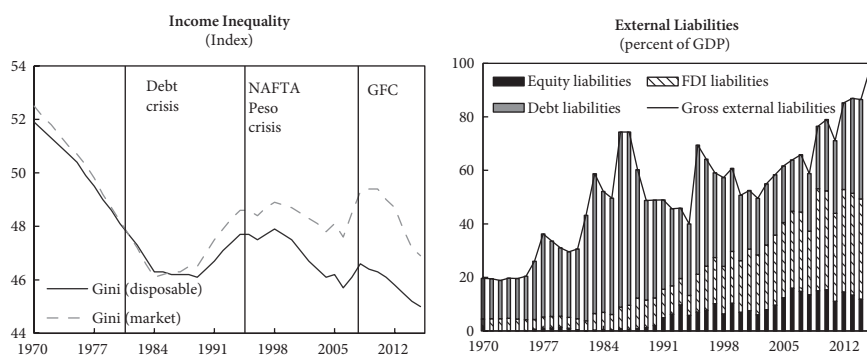 Income Inequality
(Index)
54
52
50
48
46
44
Debt
crisis
NAFTA
Peso
crisis
GFC
Gini (disposable)
Gini (market)
1970 1977 1984 1991 1998 2005 2012
External Liabilities
(percent of GDP)
100
80
60
40
20
0
Equity liabilities
FDI liabilities
Debt liabilities
Gross external liabilities
1970 1977 1984 1991 1998 2005 2012